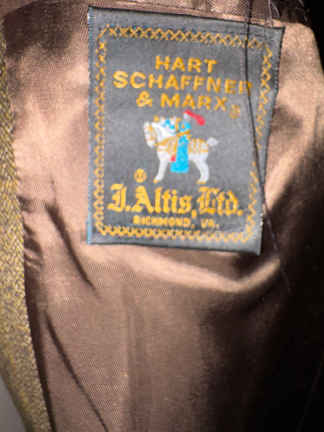 HART
SCHAFFNER
& MARX
®
J. Altis, Ltd.
RICHMOND, VA.